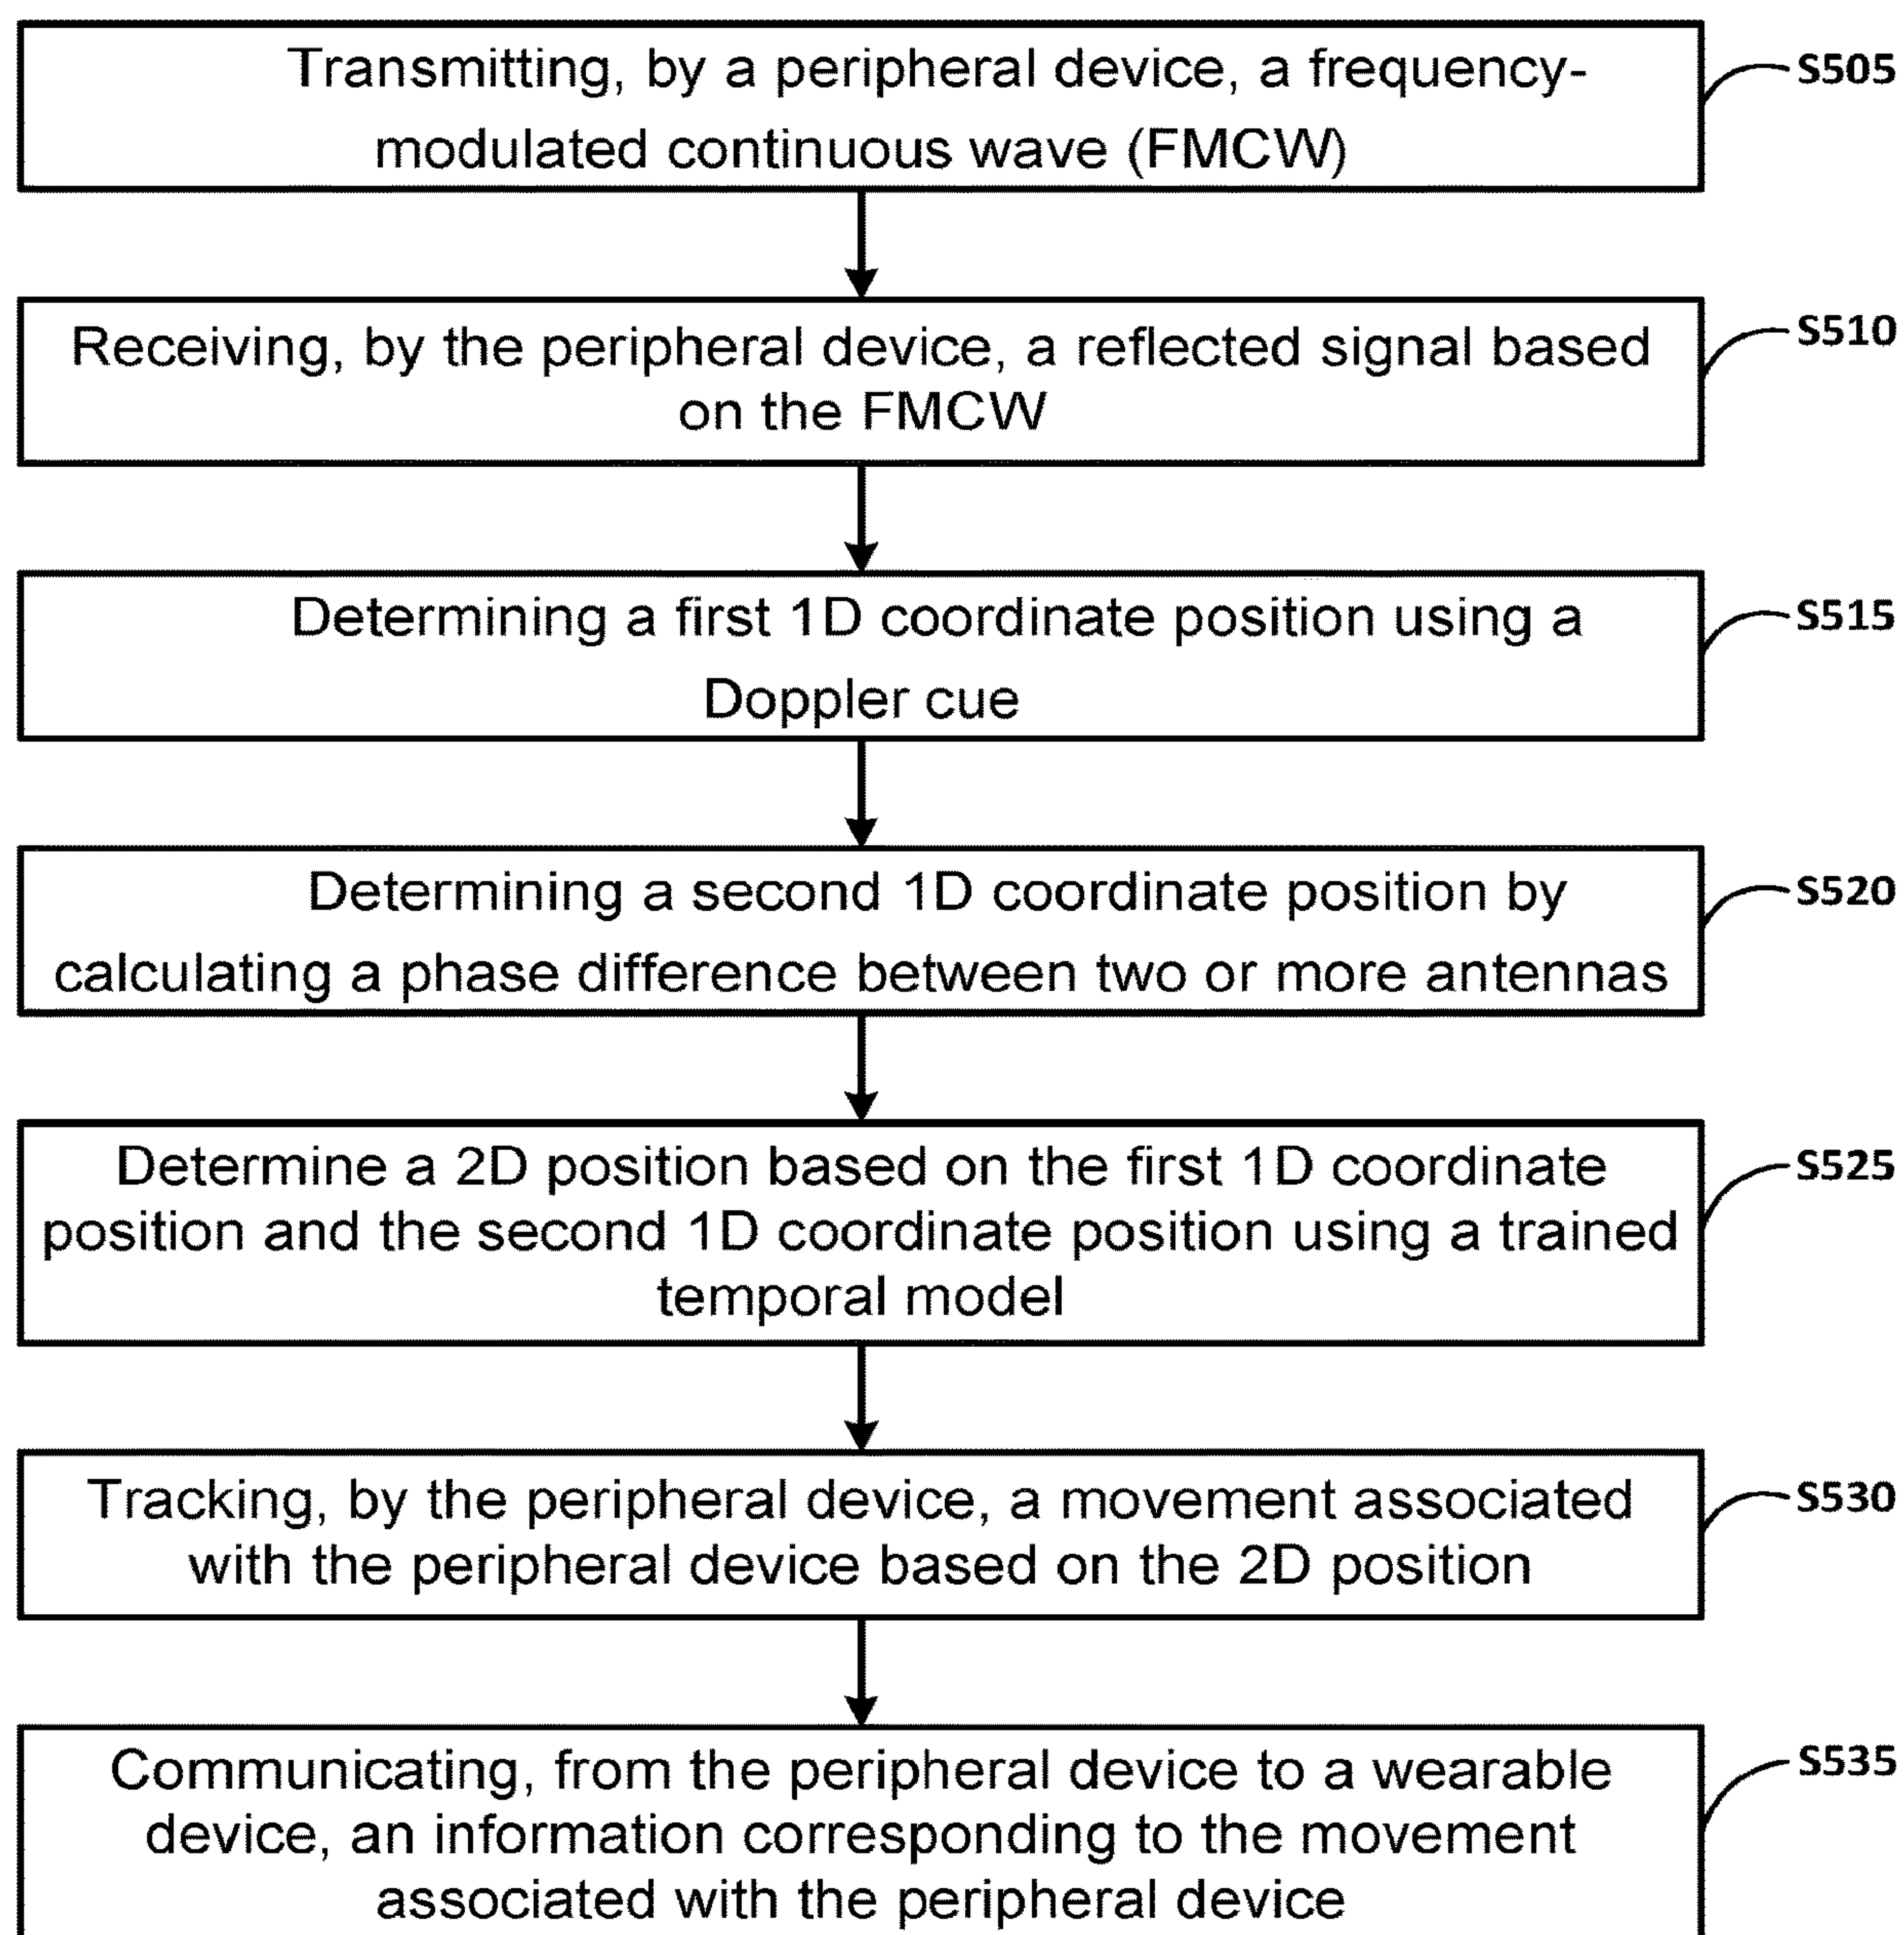 Transmitting, by a peripheral device, a frequency-
modulated continuous wave (FMCW)
S505
Receiving, by the peripheral device, a reflected signal based
on the FMCW
S510
Determining a first 1D coordinate position using a
Doppler cue
S515
Determining a second 1D coordinate position by
calculating a phase difference between two or more antennas
S520
Determine a 2D position based on the first 1D coordinate
position and the second 1D coordinate position using a trained
temporal model
S525
Tracking, by the peripheral device, a movement associated
with the peripheral device based on the 2D position
S530
Communicating, from the peripheral device to a wearable
device, an information corresponding to the movement
associated with the peripheral device
S535